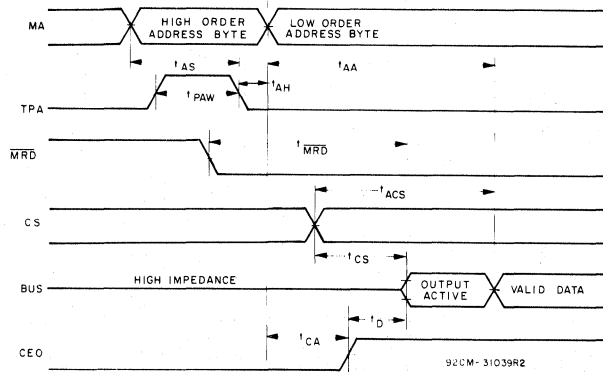 MA
HIGH ORDER
ADDRESS BYTE
LOW ORDER
ADDRESS BYTE
tAS
tAH
tAA
TPA
tPAW
MRD
tMRD
tACS
CS
tCS
BUS
HIGH IMPEDANCE
OUTPUT
ACTIVE
VALID DATA
tD
tCA
CEO
92CM-31039R2